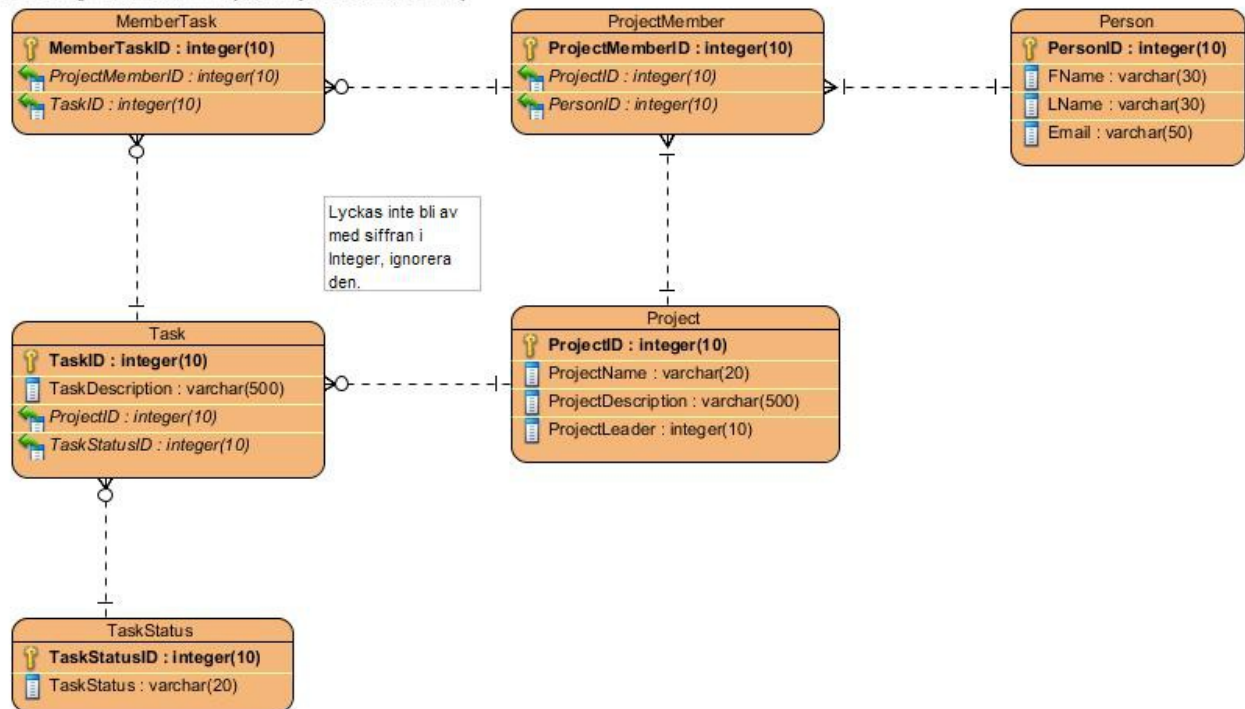 MemberTask
MemberTaskID : integer(10)
ProjectMemberID : integer(10)
TaskID : integer(10)
ProjectMember
ProjectMemberID : integer(10)
ProjectID : integer(10)
PersonID : integer(10)
Person
PersonID : integer(10)
FName : varchar(30)
LName : varchar(30)
Email : varchar(50)
Lyckas inte bli av
med siffran i
Integer, ignorera
den.
Task
TaskID : integer(10)
TaskDescription : varchar(500)
ProjectID : integer(10)
TaskStatusID : integer(10)
Project
ProjectID : integer(10)
ProjectName : varchar(20)
ProjectDescription : varchar(500)
ProjectLeader : integer(10)
TaskStatus
TaskStatusID : integer(10)
TaskStatus : varchar(20)